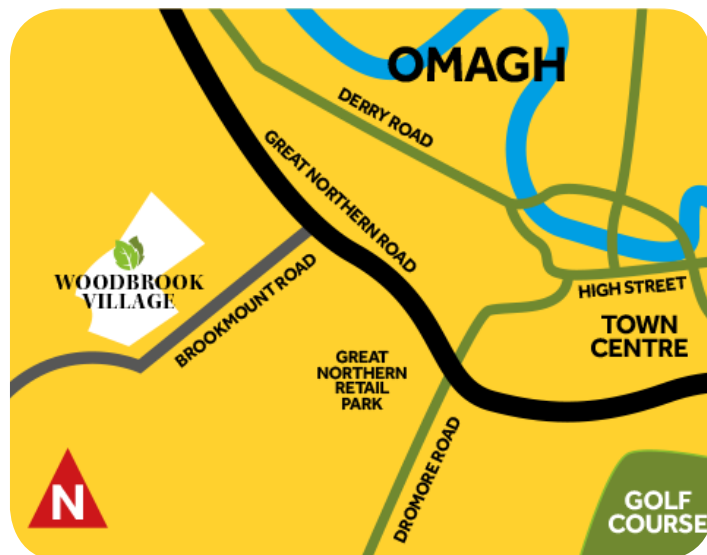 OMAGH
DERRY ROAD
GREAT NORTHERN ROAD
WOODBROOK
VILLAGE
BROOKMOUNT ROAD
HIGH STREET
TOWN
CENTRE
GREAT
NORTHERN
RETAIL
PARK
DROMORE ROAD
N
GOLF
COURSE